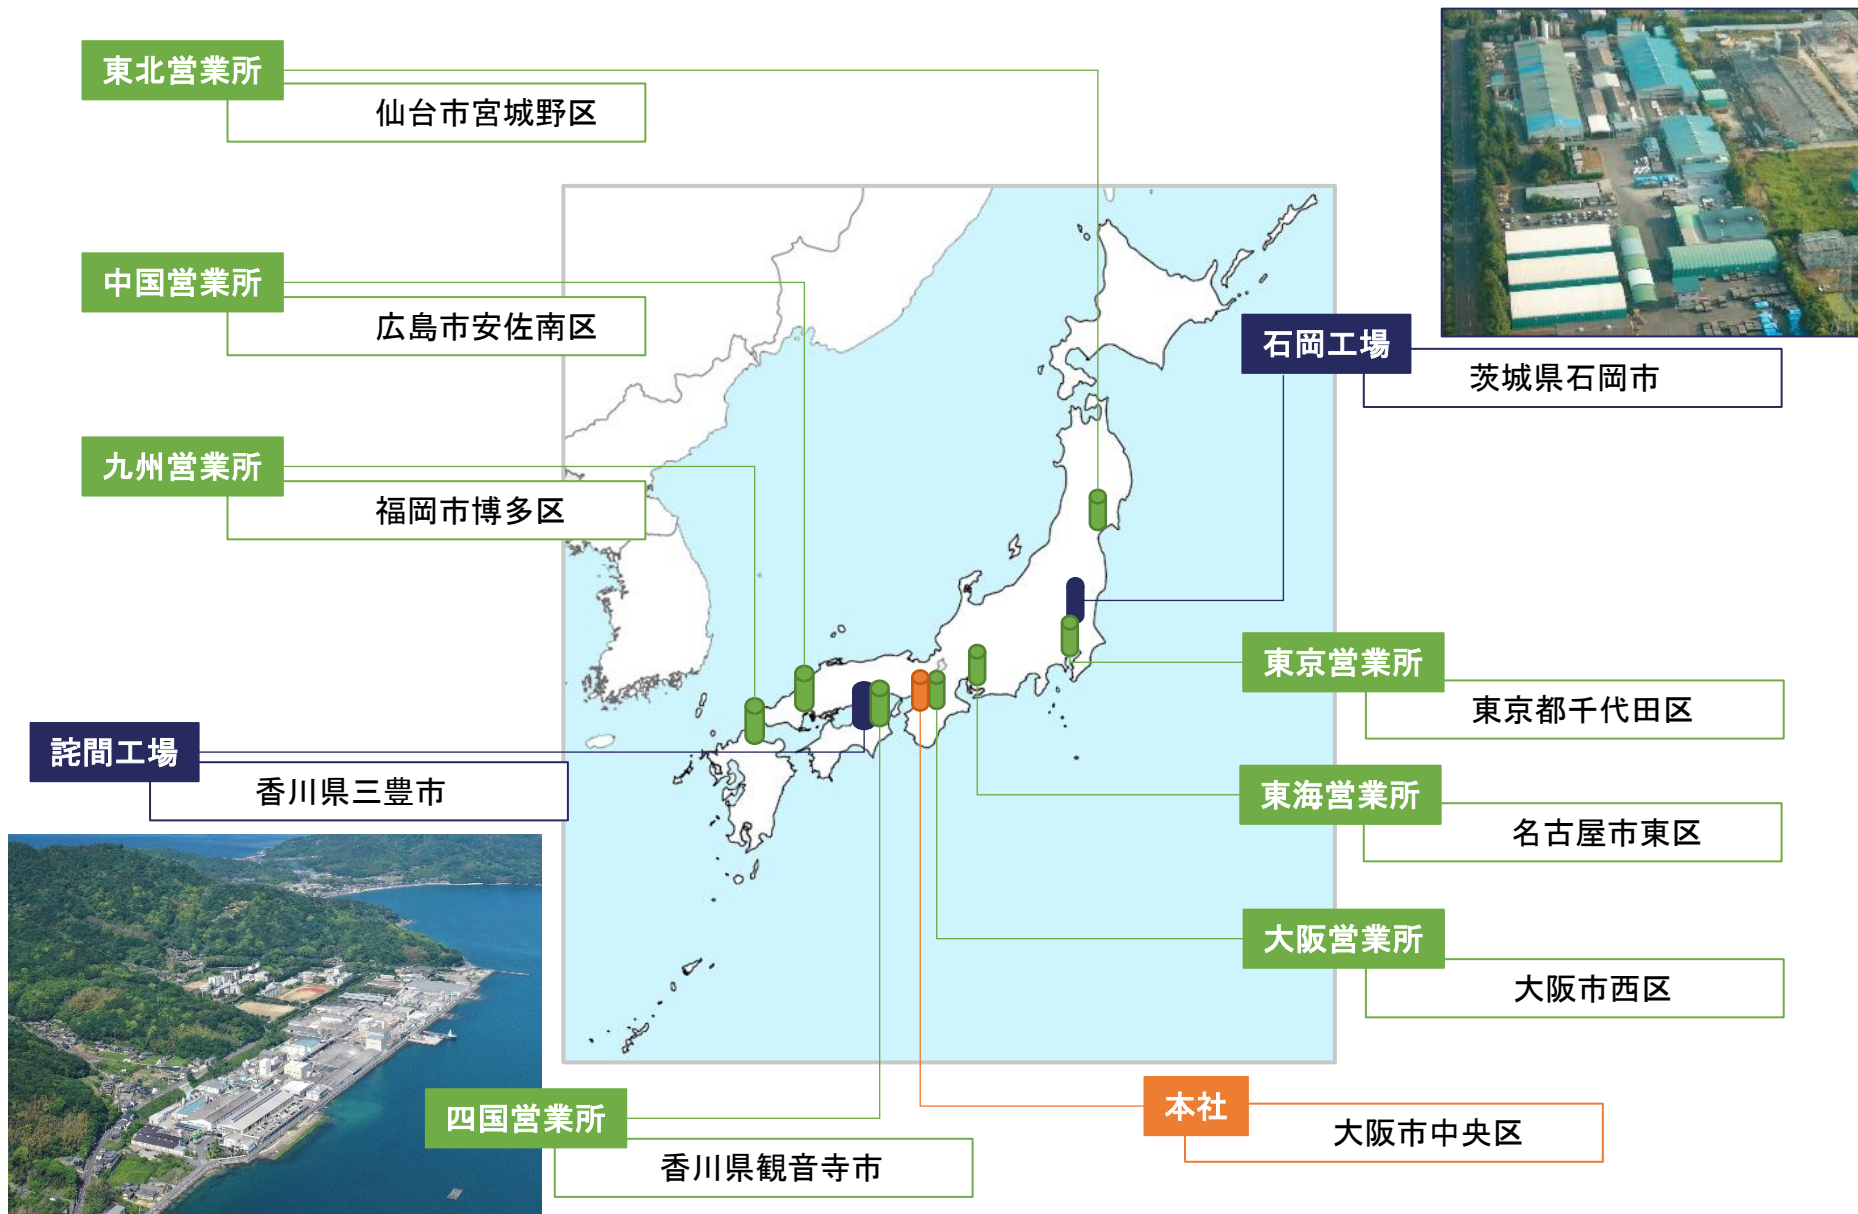 東北営業所
仙台市宮城野区
中国営業所
広島市安佐南区
九州営業所
福岡市博多区
詫間工場
香川県三豊市
四国営業所
香川県観音寺市
石岡工場
茨城県石岡市
東京営業所
東京都千代田区
東海営業所
名古屋市東区
大阪営業所
大阪市西区
本社
大阪市中央区